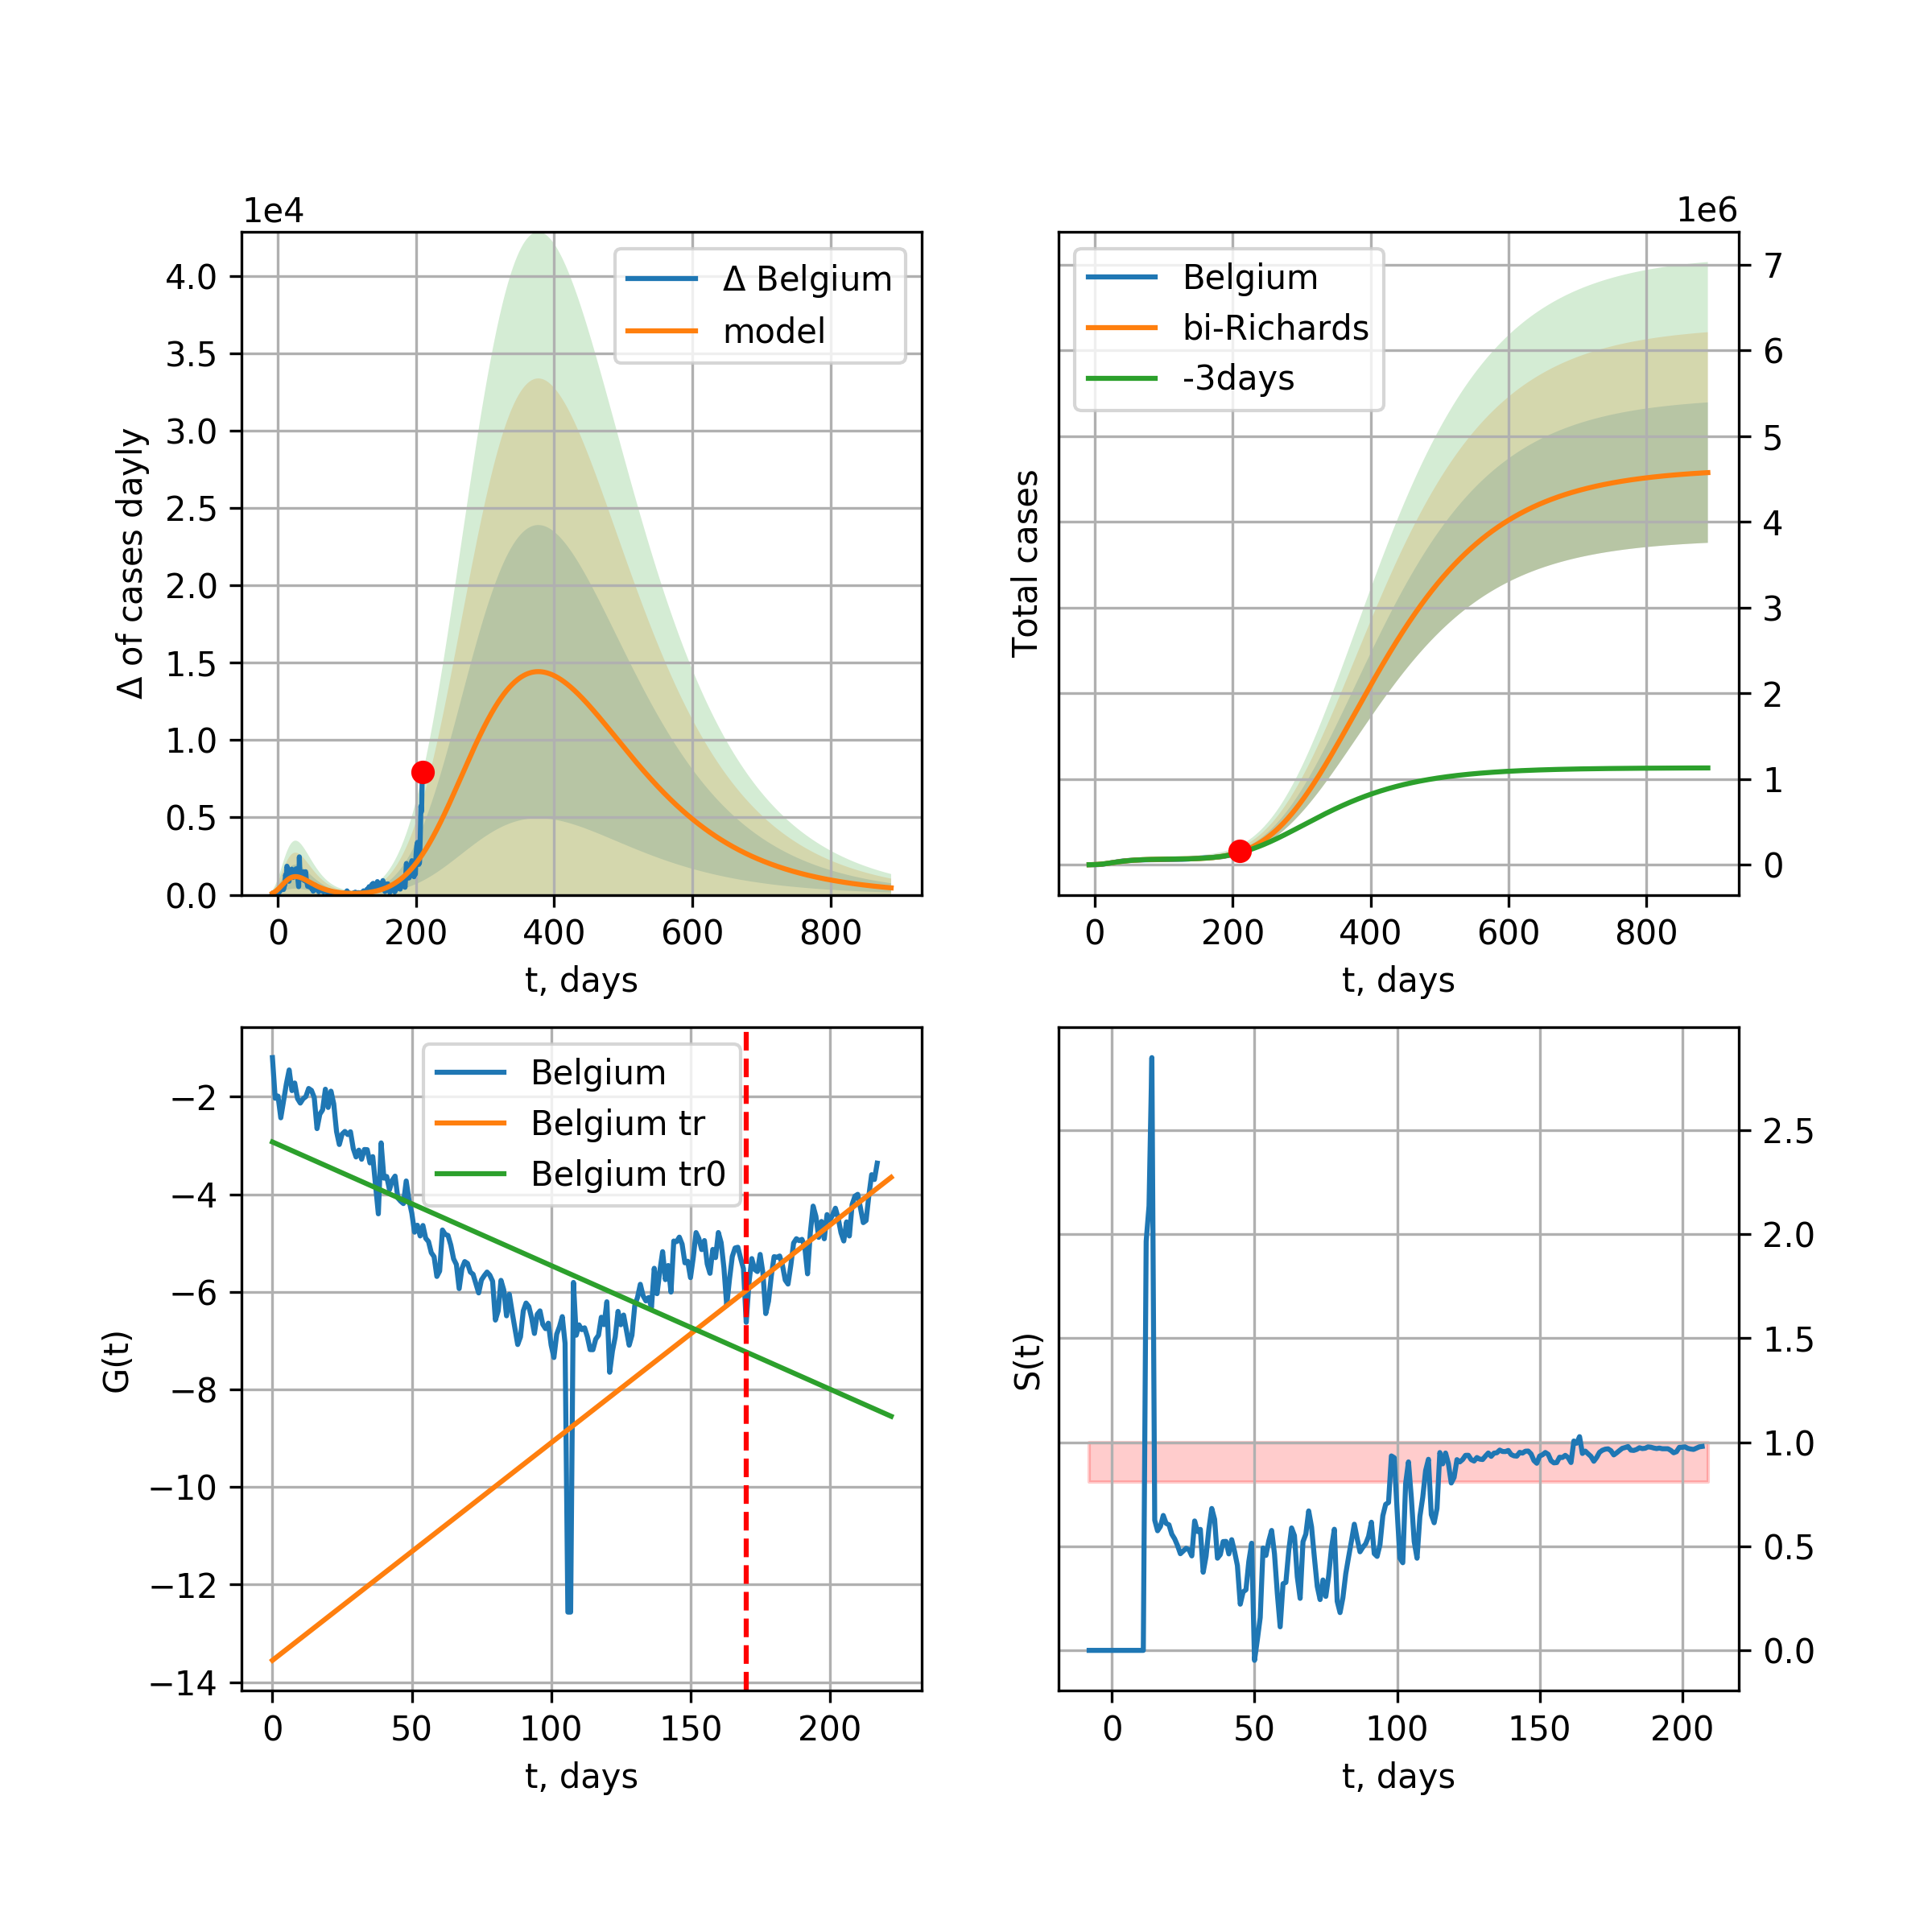 1e4
Δ of cases dayly
4.0
3.5
3.0
2.5
2.0
1.5
1.0
0.5
0.0
Δ Belgium
model
0 200 400 600 800
t, days
1e6
Total cases
Belgium
bi-Richards
-3days
7
6
5
4
3
2
1
0
0 200 400 600 800
t, days
G(t)
−2
−4
−6
−8
−10
−12
−14
Belgium
Belgium tr
Belgium tr0
0 50 100 150 200
t, days
S(t)
2.5
2.0
1.5
1.0
0.5
0.0
0 50 100 150 200
t, days